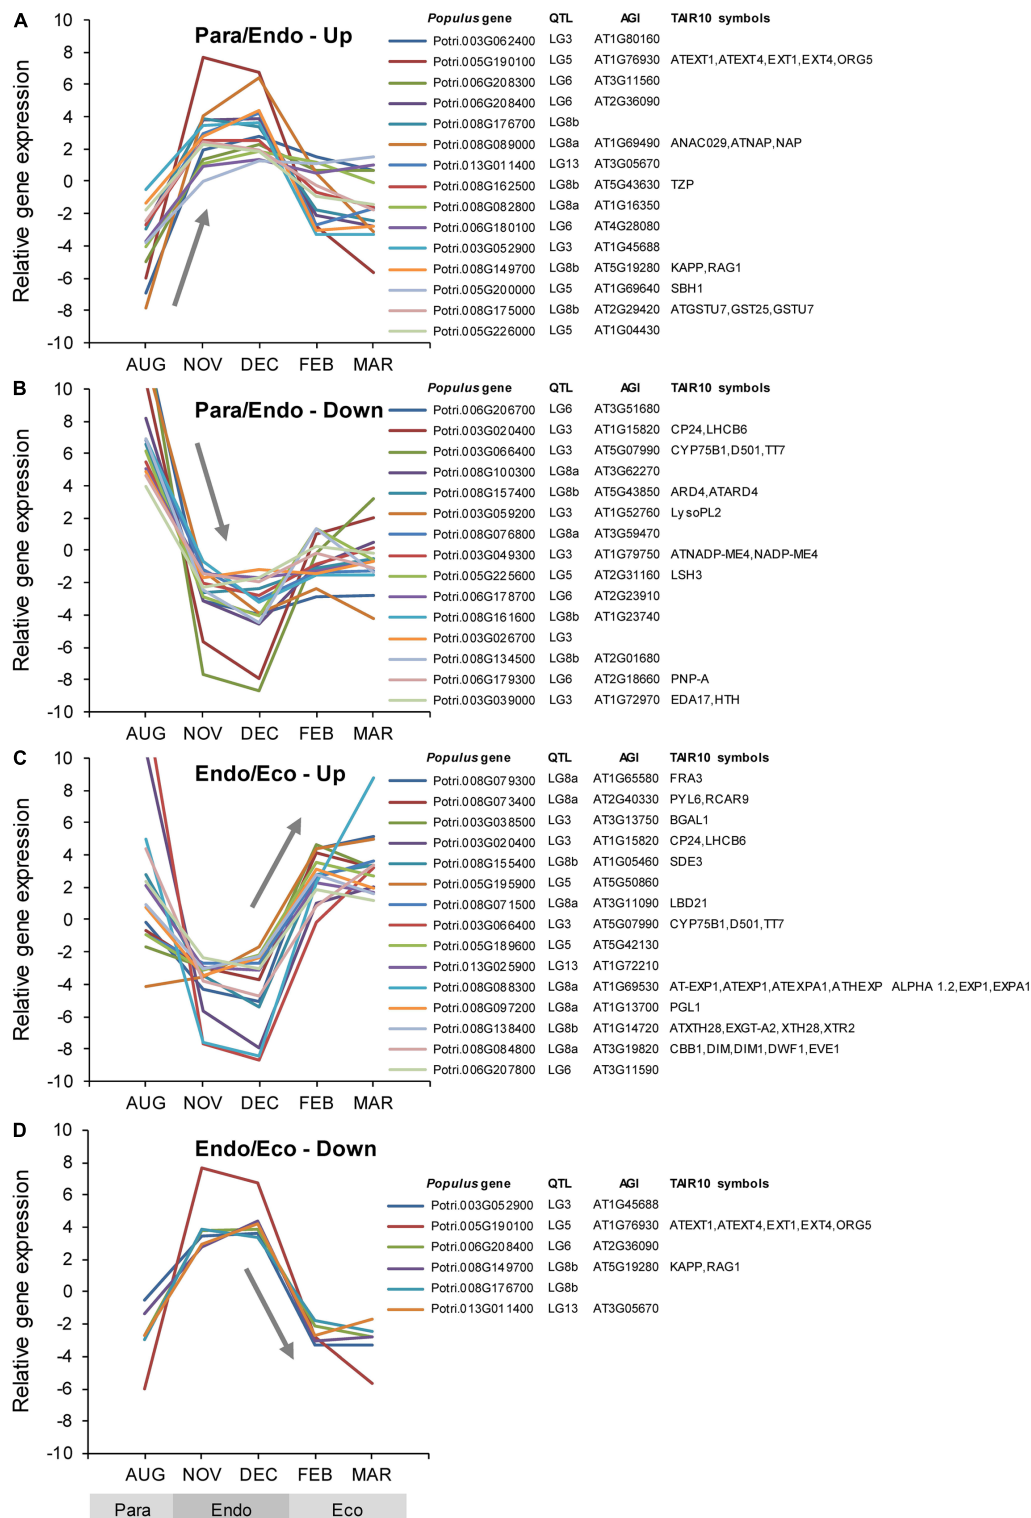 A
Para/Endo - Up
Relative gene expression
10
8
6
4
2
0
-2
-4
-6
-8
-10
AUG NOV DEC FEB MAR
Populus gene QTL AGI TAIR10 symbols
Potri.003G062400 LG3 AT1G80160
Potri.005G190100 LG5 AT1G76930 ATEXT1,ATEXT4,EXT1,EXT4,ORG5
Potri.006G208300 LG6 AT3G11560
Potri.006G208400 LG6 AT2G36090
Potri.008G176700 LG8b
Potri.008G089000 LG8a AT1G69490 ANAC029,ATNAP,NAP
Potri.013G011400 LG13 AT3G05670
Potri.008G162500 LG8b AT5G43630 TZP
Potri.008G082800 LG8a AT1G16350
Potri.006G180100 LG6 AT4G28080
Potri.003G052900 LG3 AT1G45688
Potri.008G149700 LG8b AT5G19280 KAPP,RAG1
Potri.005G200000 LG5 AT1G69640 SBH1
Potri.008G175000 LG8b AT2G29420 ATGSTU7,GST25,GSTU7
Potri.005G226000 LG5 AT1G04430
B
Para/Endo - Down
Relative gene expression
10
8
6
4
2
0
-2
-4
-6
-8
-10
AUG NOV DEC FEB MAR
Populus gene QTL AGI TAIR10 symbols
Potri.006G206700 LG6 AT3G51680
Potri.003G020400 LG3 AT1G15820 CP24,LHCB6
Potri.003G066400 LG3 AT5G07990 CYP75B1,D501,TT7
Potri.008G100300 LG8a AT3G62270
Potri.008G157400 LG8b AT5G43850 ARD4,ATARD4
Potri.003G059200 LG3 AT1G52760 LysoPL2
Potri.008G076800 LG8a AT3G59470
Potri.003G049300 LG3 AT1G79750 ATNADP-ME4,NADP-ME4
Potri.005G225600 LG5 AT2G31160 LSH3
Potri.006G178700 LG6 AT2G23910
Potri.008G161600 LG8b AT1G23740
Potri.003G026700 LG3
Potri.008G134500 LG8b AT2G01680
Potri.006G179300 LG6 AT2G18660 PNP-A
Potri.003G039000 LG3 AT1G72970 EDA17,HTH
C
Endo/Eco - Up
Relative gene expression
10
8
6
4
2
0
-2
-4
-6
-8
-10
AUG NOV DEC FEB MAR
Populus gene QTL AGI TAIR10 symbols
Potri.008G079300 LG8a AT1G65580 FRA3
Potri.008G073400 LG8a AT2G40330 PYL6,RCAR9
Potri.003G038500 LG3 AT3G13750 BGAL1
Potri.003G020400 LG3 AT1G15820 CP24,LHCB6
Potri.008G155400 LG8b AT1G05460 SDE3
Potri.005G195900 LG5 AT5G50860
Potri.008G071500 LG8a AT3G11090 LBD21
Potri.003G066400 LG3 AT5G07990 CYP75B1,D501,TT7
Potri.005G189600 LG5 AT5G42130
Potri.013G025900 LG13 AT1G72210
Potri.008G088300 LG8a AT1G69530 AT-EXP1,ATEXP1,ATEXPA1,ATHEXP ALPHA 1.2,EXP1,EXPA1
Potri.008G097200 LG8a AT1G13700 PGL1
Potri.008G138400 LG8b AT1G14720 ATXTH28,EXGT-A2,XTH28,XTR2
Potri.008G084800 LG8a AT3G19820 CBB1,DIM,DIM1,DWF1,EVE1
Potri.006G207800 LG6 AT3G11590
D
Endo/Eco - Down
Relative gene expression
10
8
6
4
2
0
-2
-4
-6
-8
-10
AUG NOV DEC FEB MAR
Para Endo Eco
Populus gene QTL AGI TAIR10 symbols
Potri.003G052900 LG3 AT1G45688
Potri.005G190100 LG5 AT1G76930 ATEXT1,ATEXT4,EXT1,EXT4,ORG5
Potri.006G208400 LG6 AT2G36090
Potri.008G149700 LG8b AT5G19280 KAPP,RAG1
Potri.008G176700 LG8b
Potri.013G011400 LG13 AT3G05670